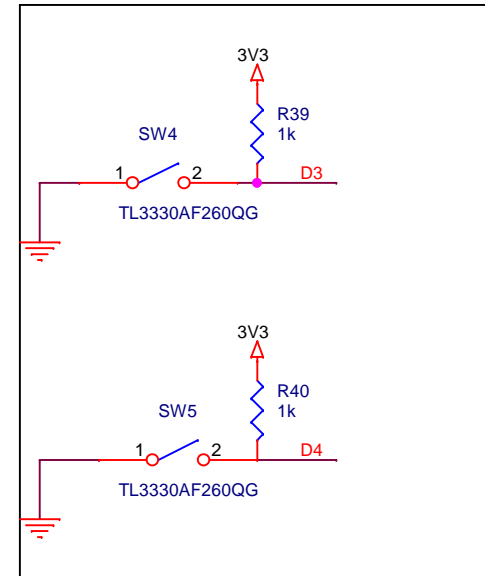 3V3
R39
1k
SW4
1 2
D3
TL3330AF260QG
3V3
R40
1k
SW5
1 2
D4
TL3330AF260QG